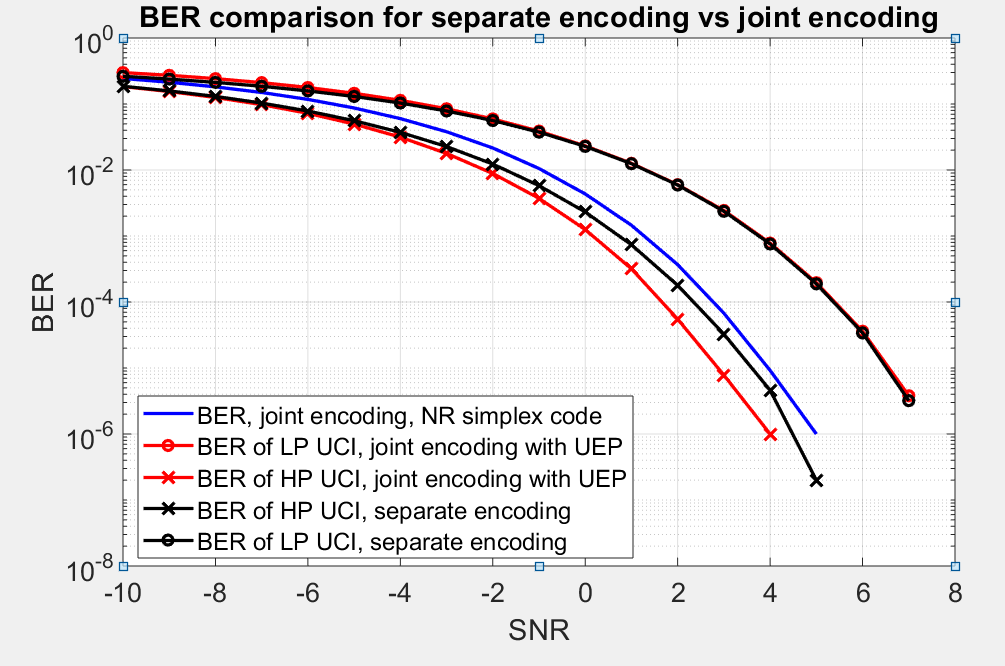 BER comparison for separate encoding vs joint encoding
10^0
10^-2
10^-4
10^-6
10^-8
BER
BER, joint encoding, NR simplex code
BER of LP UCI, joint encoding with UEP
BER of HP UCI, joint encoding with UEP
BER of HP UCI, separate encoding
BER of LP UCI, separate encoding
-10 -8 -6 -4 -2 0 2 4 6 8
SNR